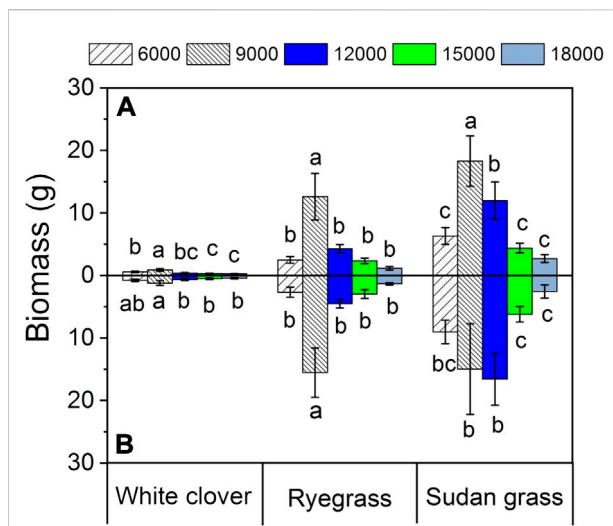 6000 9000 12000 15000 18000
30
A
a
a
20
b
10
b
c
c
b
b
b
c
b a bc c c
0
Biomass (g)
ab a b b b
b
b
b
b
c
bc
c
10
a
b
b
20
B
30
White clover Ryegrass Sudan grass